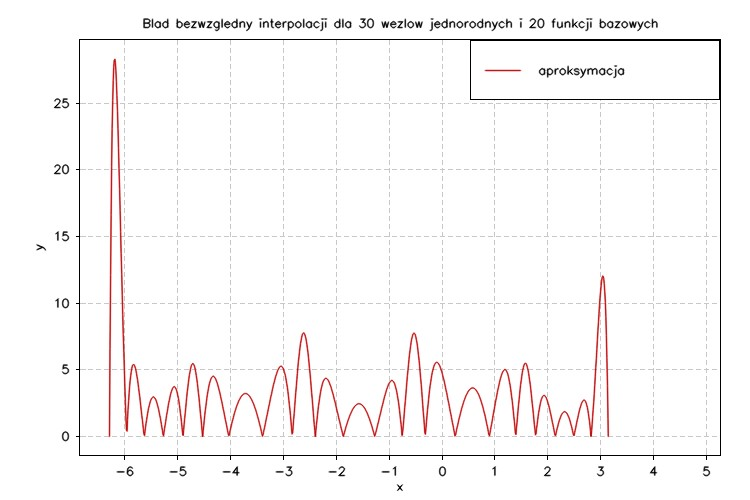 Blad bezwzgledny interpolacji dla 30 wezlow jednorodnych i 20 funkcji bazowych
aproksymacja
25
20
15
10
5
0
y
-6 -5 -4 -3 -2 -1 0 1 2 3 4 5
x